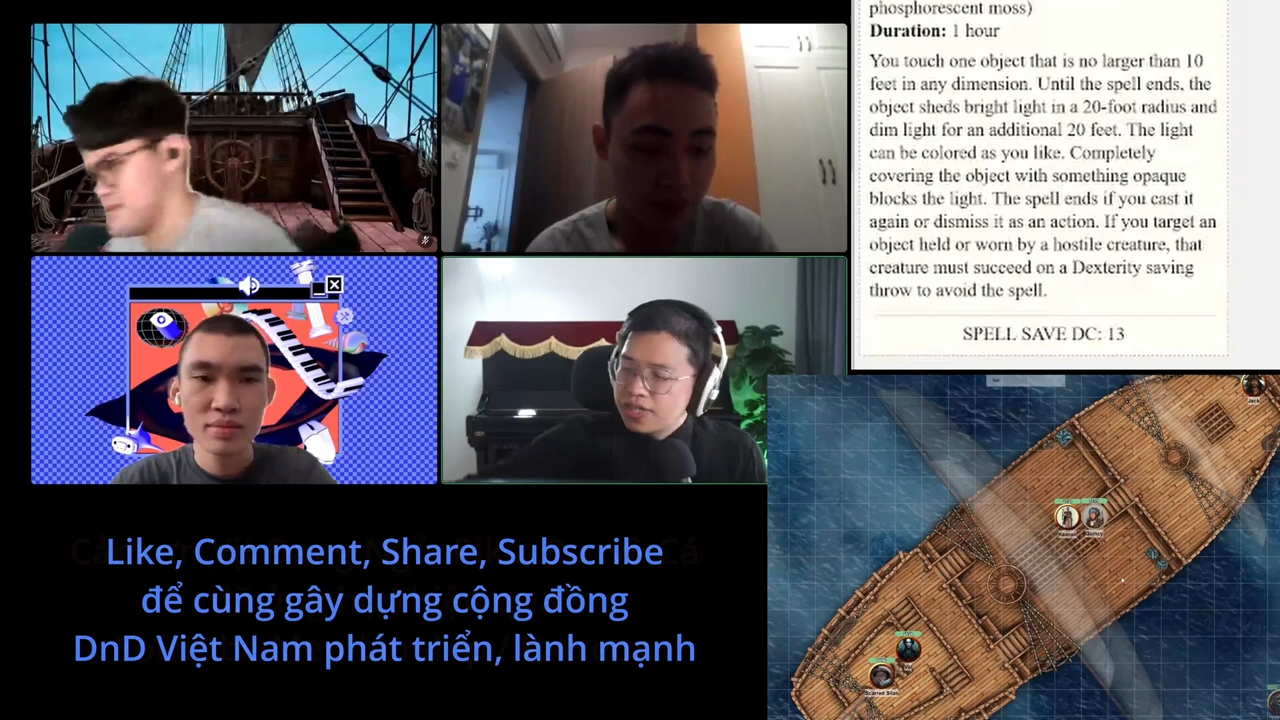 phosphorescent moss)
Duration: 1 hour
You touch one object that is no larger than 10
feet in any dimension. Until the spell ends, the
object sheds bright light in a 20-foot radius and
dim light for an additional 20 feet. The light
can be colored as you like. Completely
covering the object with something opaque
blocks the light. The spell ends if you cast it
again or dismiss it as an action. If you target an
object held or worn by a hostile creature, that
creature must succeed on a Dexterity saving
throw to avoid the spell.
SPELL SAVE DC: 13
Jack
Scarred Silas
Like, Comment, Share, Subscribe
để cùng gây dựng cộng đồng
DnD Việt Nam phát triển, lành mạnh